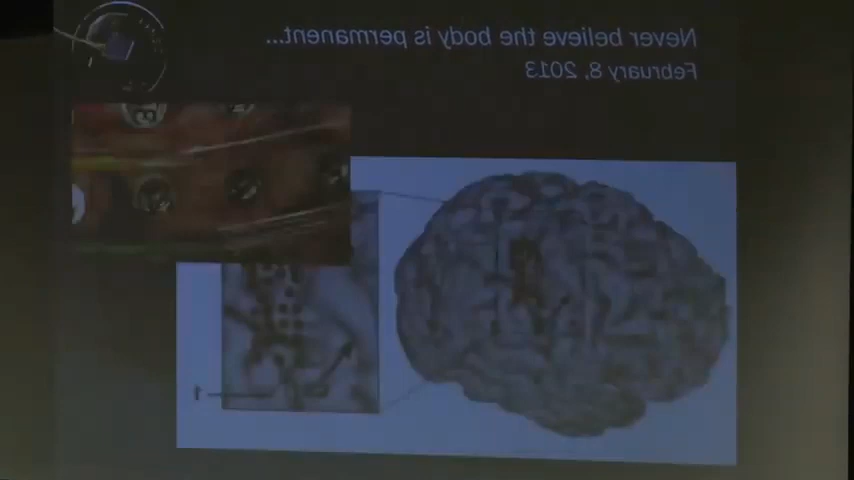 Never believe the body is permanent...
February 8, 2013